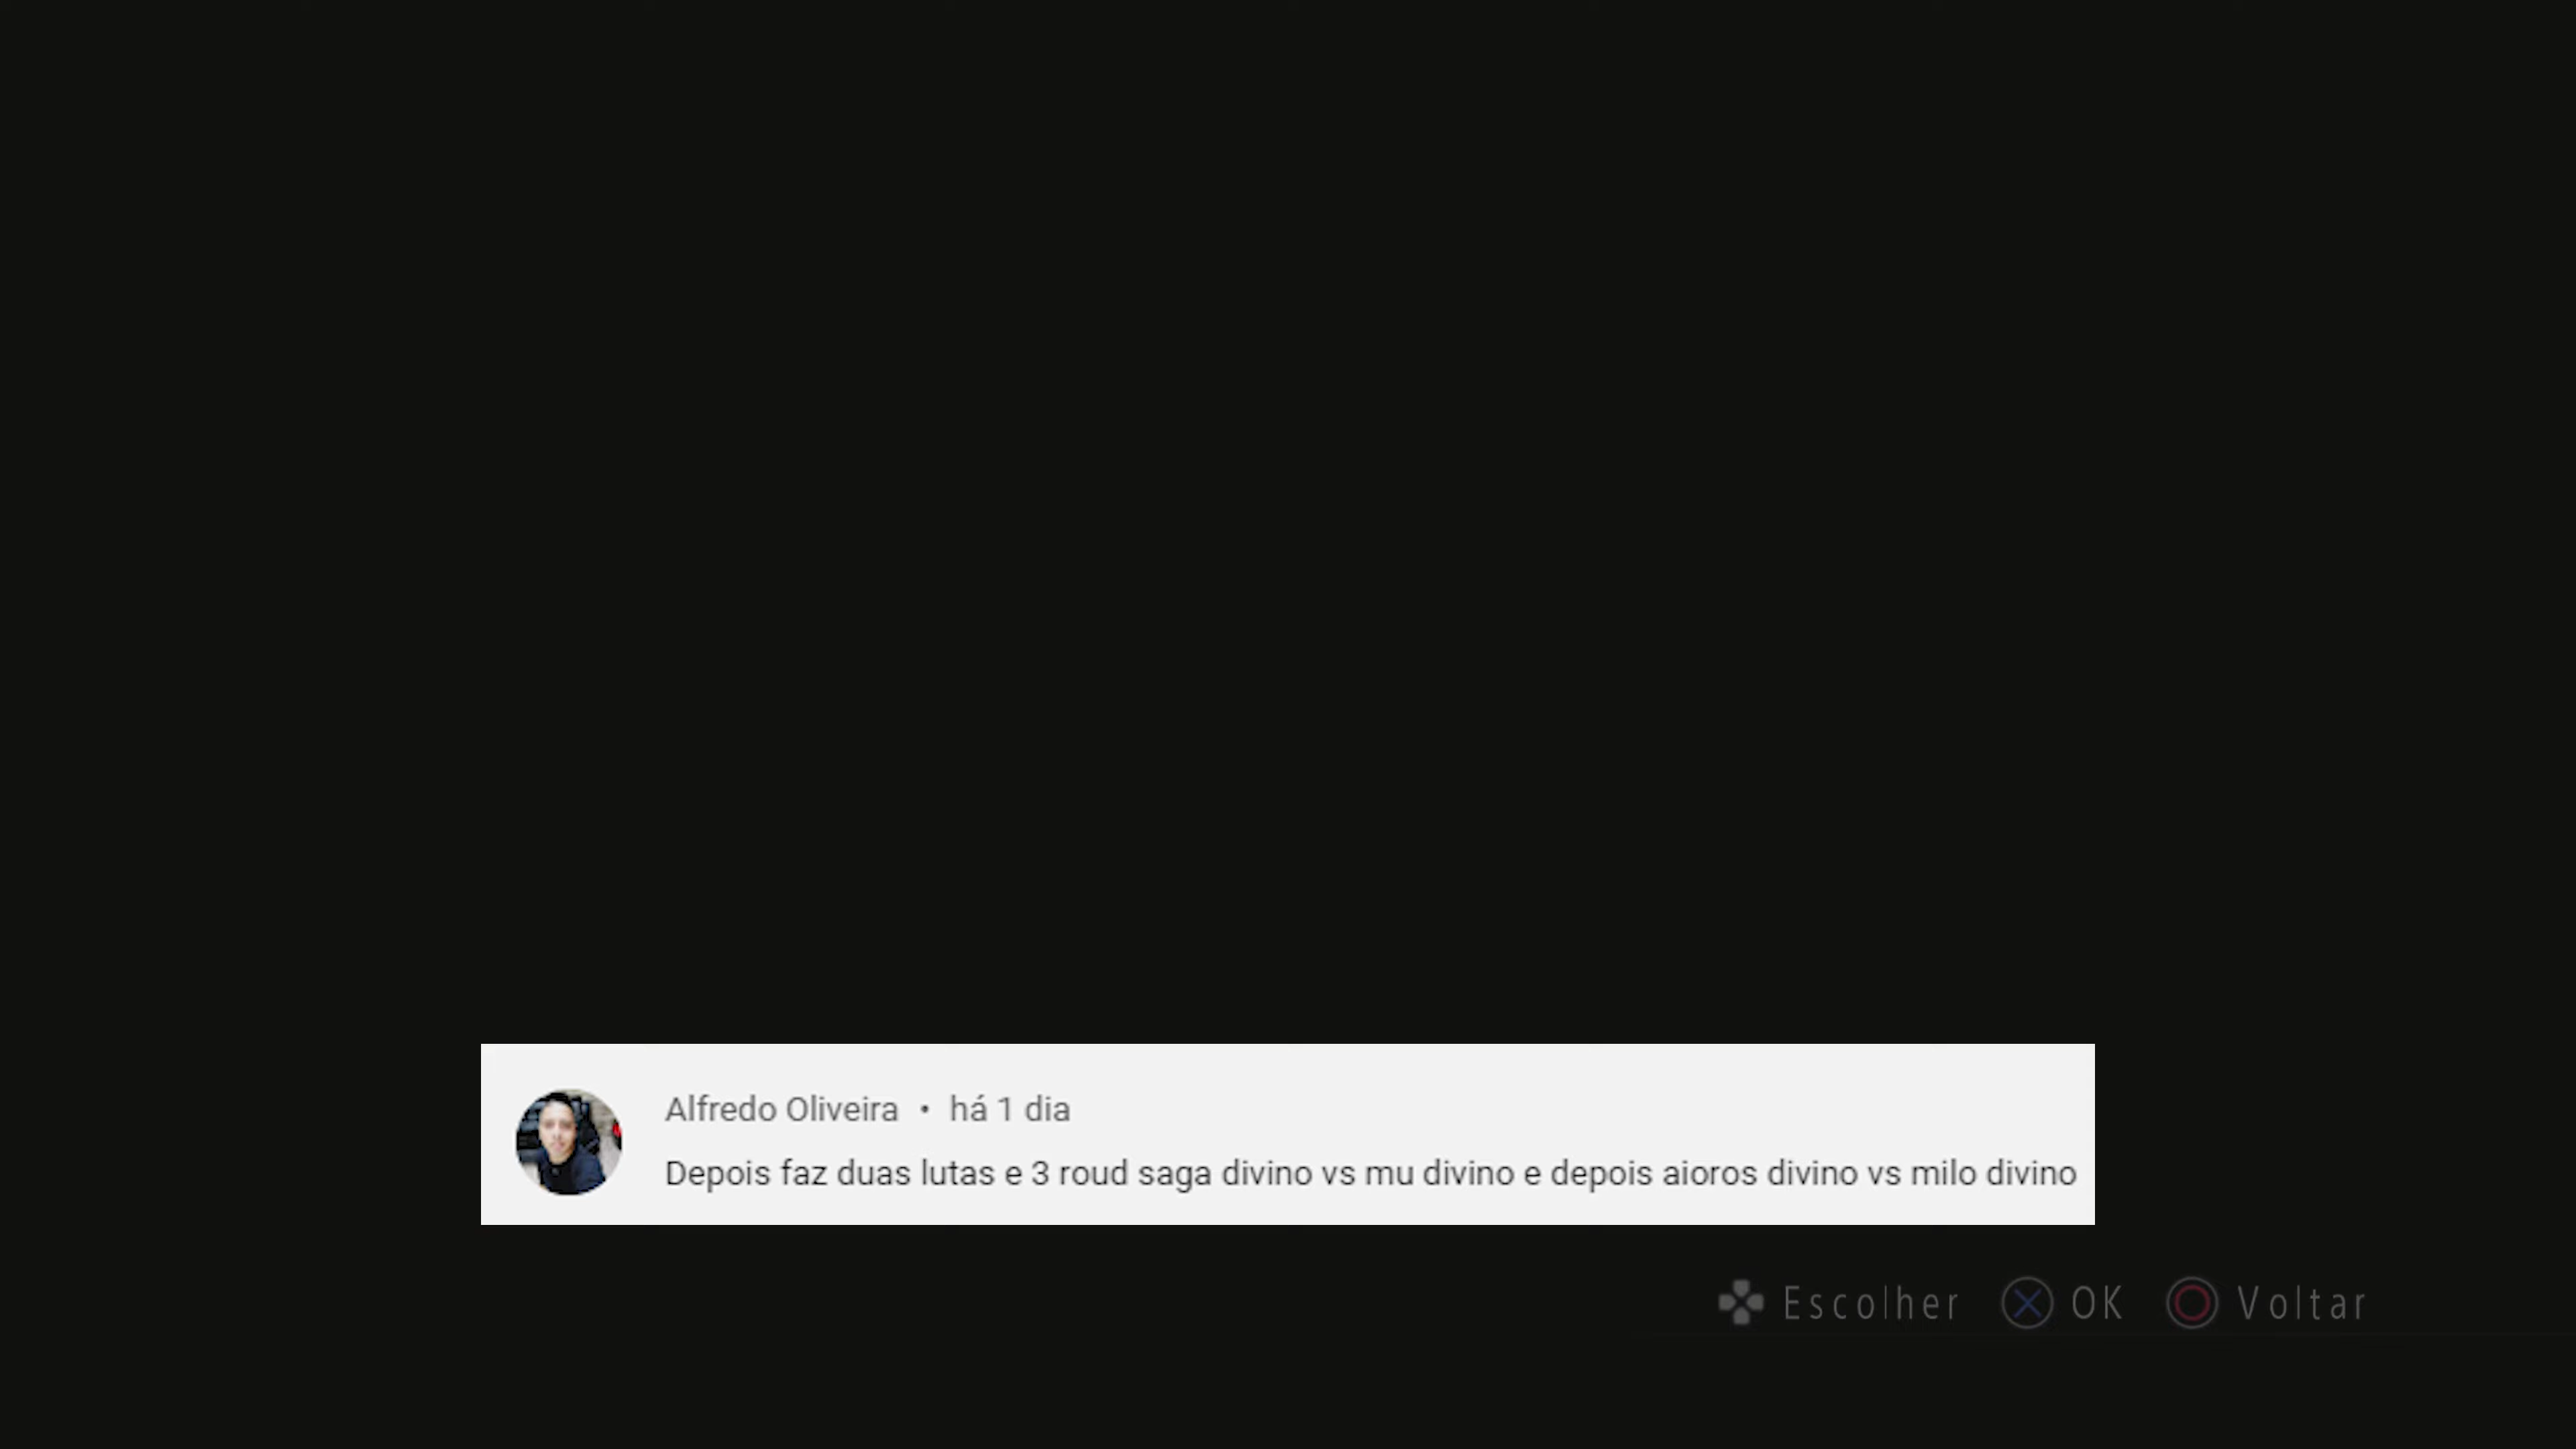 Alfredo Oliveira • há 1 dia
Depois faz duas lutas e 3 roud saga divino vs mu divino e depois aioros divino vs milo divino
Escolher OK Voltar